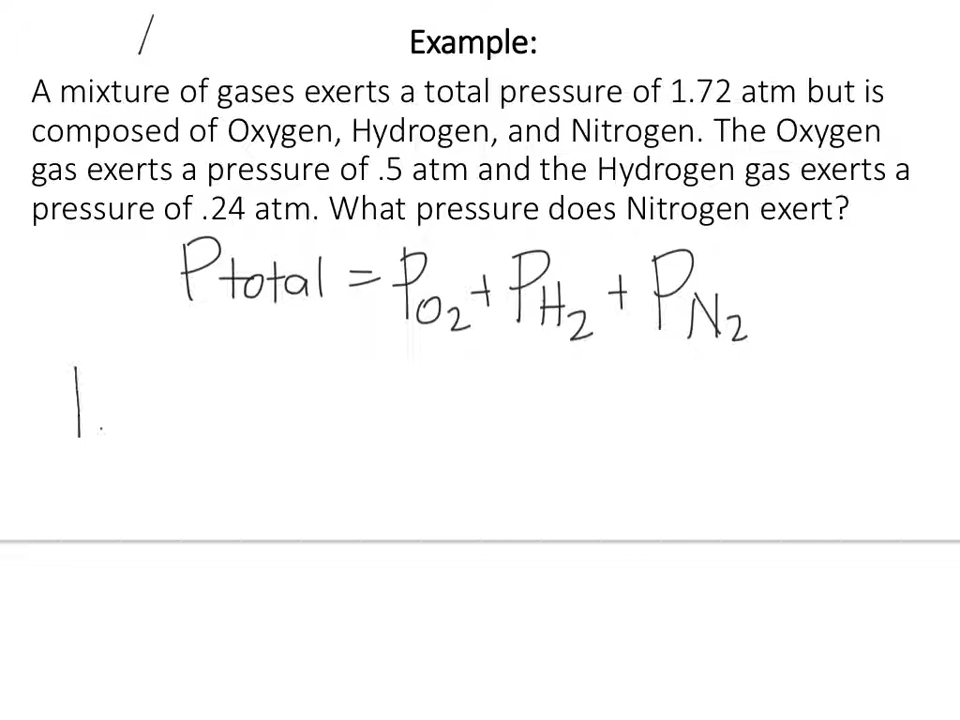 Example:
A mixture of gases exerts a total pressure of 1.72 atm but is
composed of Oxygen, Hydrogen, and Nitrogen. The Oxygen
gas exerts a pressure of .5 atm and the Hydrogen gas exerts a
pressure of .24 atm. What pressure does Nitrogen exert?
Ptotal = PO₂ + PH₂ + PN₂
1.